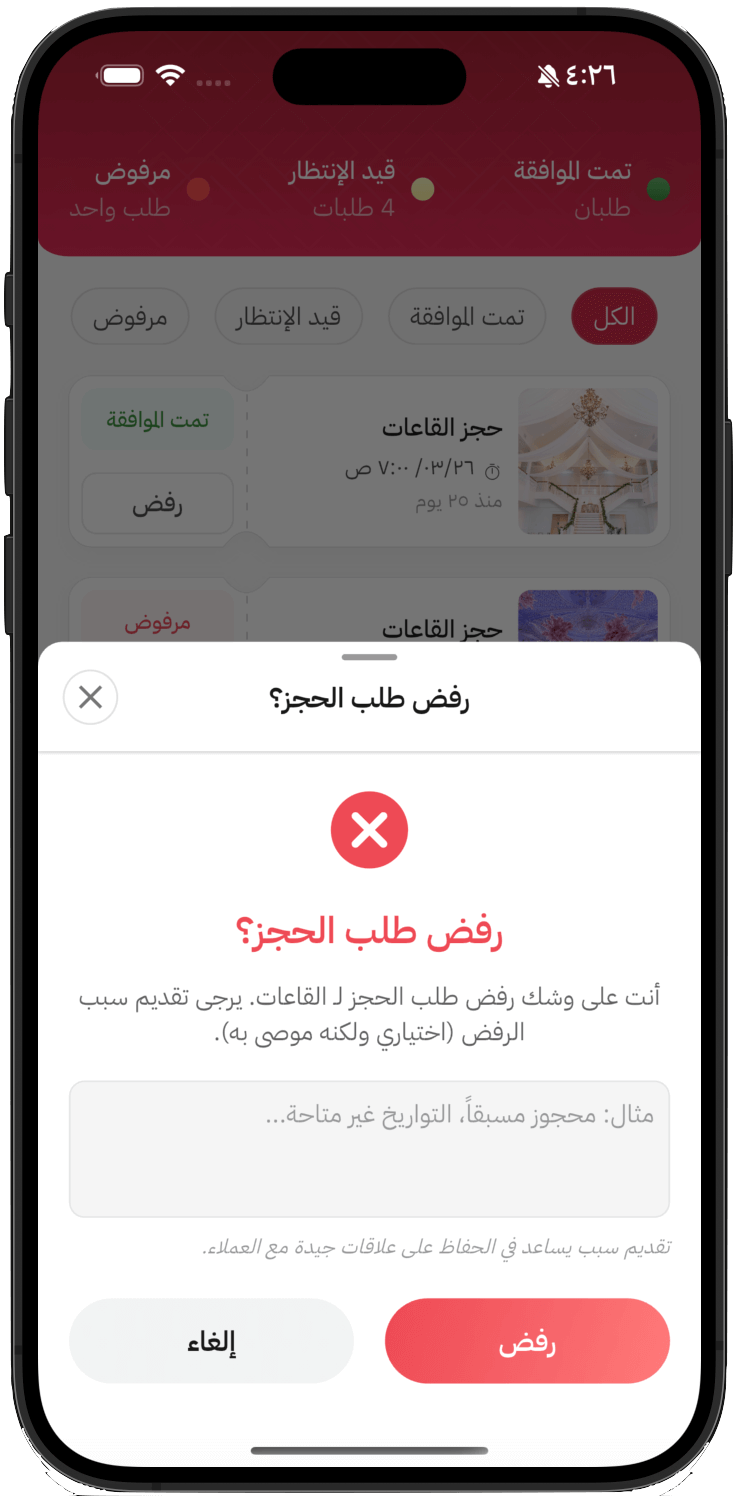 ٤:٢٦
تمت الموافقة
طلبان
قيد الإنتظار
4 طلبات
مرفوض
طلب واحد
الكل
تمت الموافقة
قيد الإنتظار
مرفوض
حجز القاعات
٠٣/٢٦/ ٧:٠٠ ص
منذ ٢٥ يوم
تمت الموافقة
رفض
حجز القاعات
مرفوض
رفض طلب الحجز؟
رفض طلب الحجز؟
أنت على وشك رفض طلب الحجز لـ القاعات. يرجى تقديم سبب
الرفض (اختياري ولكنه موصى به).
مثال: محجوز مسبقاً، التواريخ غير متاحة...
تقديم سبب يساعد في الحفاظ على علاقات جيدة مع العملاء.
رفض
إلغاء